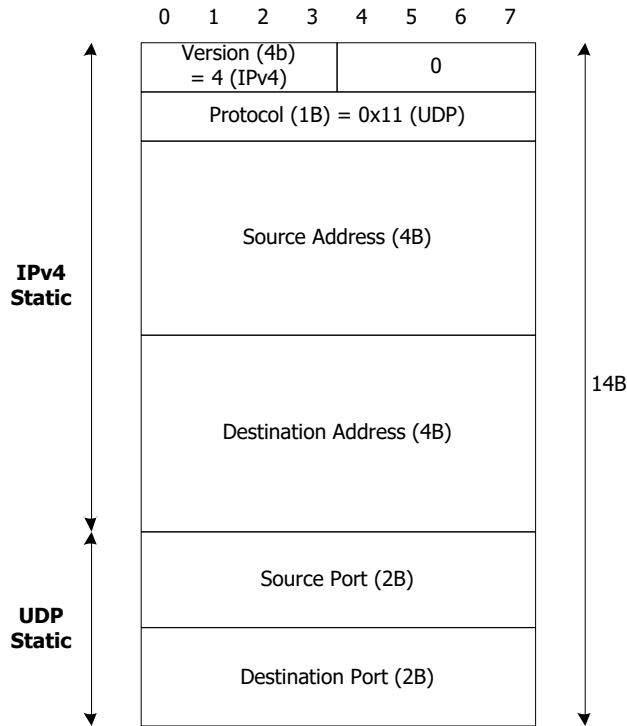 0 1 2 3 4 5 6 7
Version (4b)
= 4 (IPv4)
0
Protocol (1B) = 0x11 (UDP)
Source Address (4B)
IPv4
Static
14B
Destination Address (4B)
Source Port (2B)
UDP
Static
Destination Port (2B)